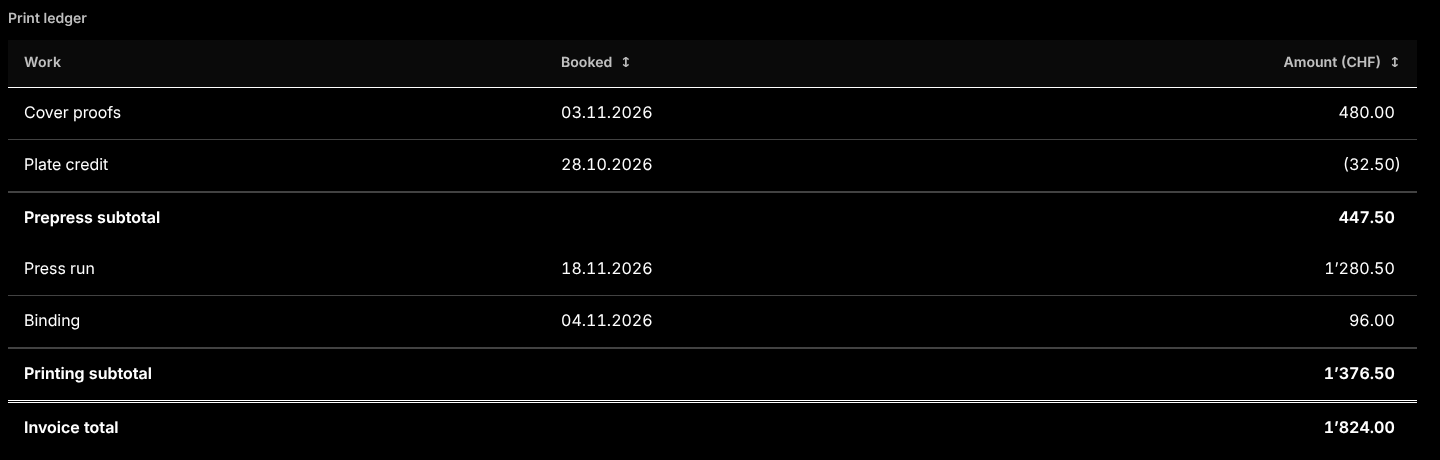 Print ledger
Work Booked ↕ Amount (CHF) ↕
Cover proofs 03.11.2026 480.00
Plate credit 28.10.2026 (32.50)
Prepress subtotal 447.50
Press run 18.11.2026 1’280.50
Binding 04.11.2026 96.00
Printing subtotal 1’376.50
Invoice total 1’824.00